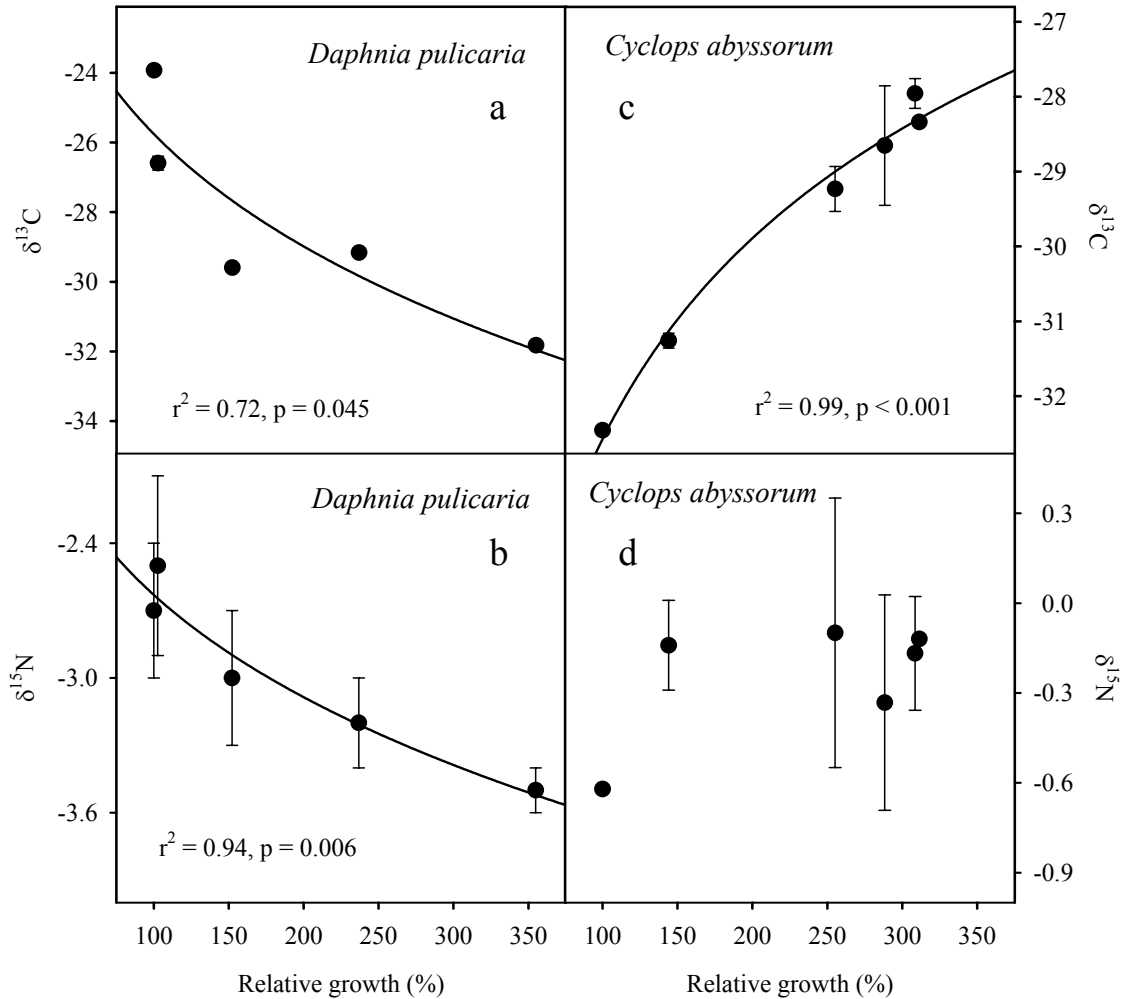 Daphnia pulicaria
a
δ13C
-24
-26
-28
-30
-32
-34
r2 = 0.72, p = 0.045
Cyclops abyssorum
c
-27
-28
-29
-30
-31
-32
δ13C
r2 = 0.99, p < 0.001
Daphnia pulicaria
b
δ15N
-2.4
-3.0
-3.6
r2 = 0.94, p = 0.006
100 150 200 250 300 350
Relative growth (%)
Cyclops abyssorum
d
0.3
0.0
-0.3
-0.6
-0.9
δ15N
100 150 200 250 300 350
Relative growth (%)